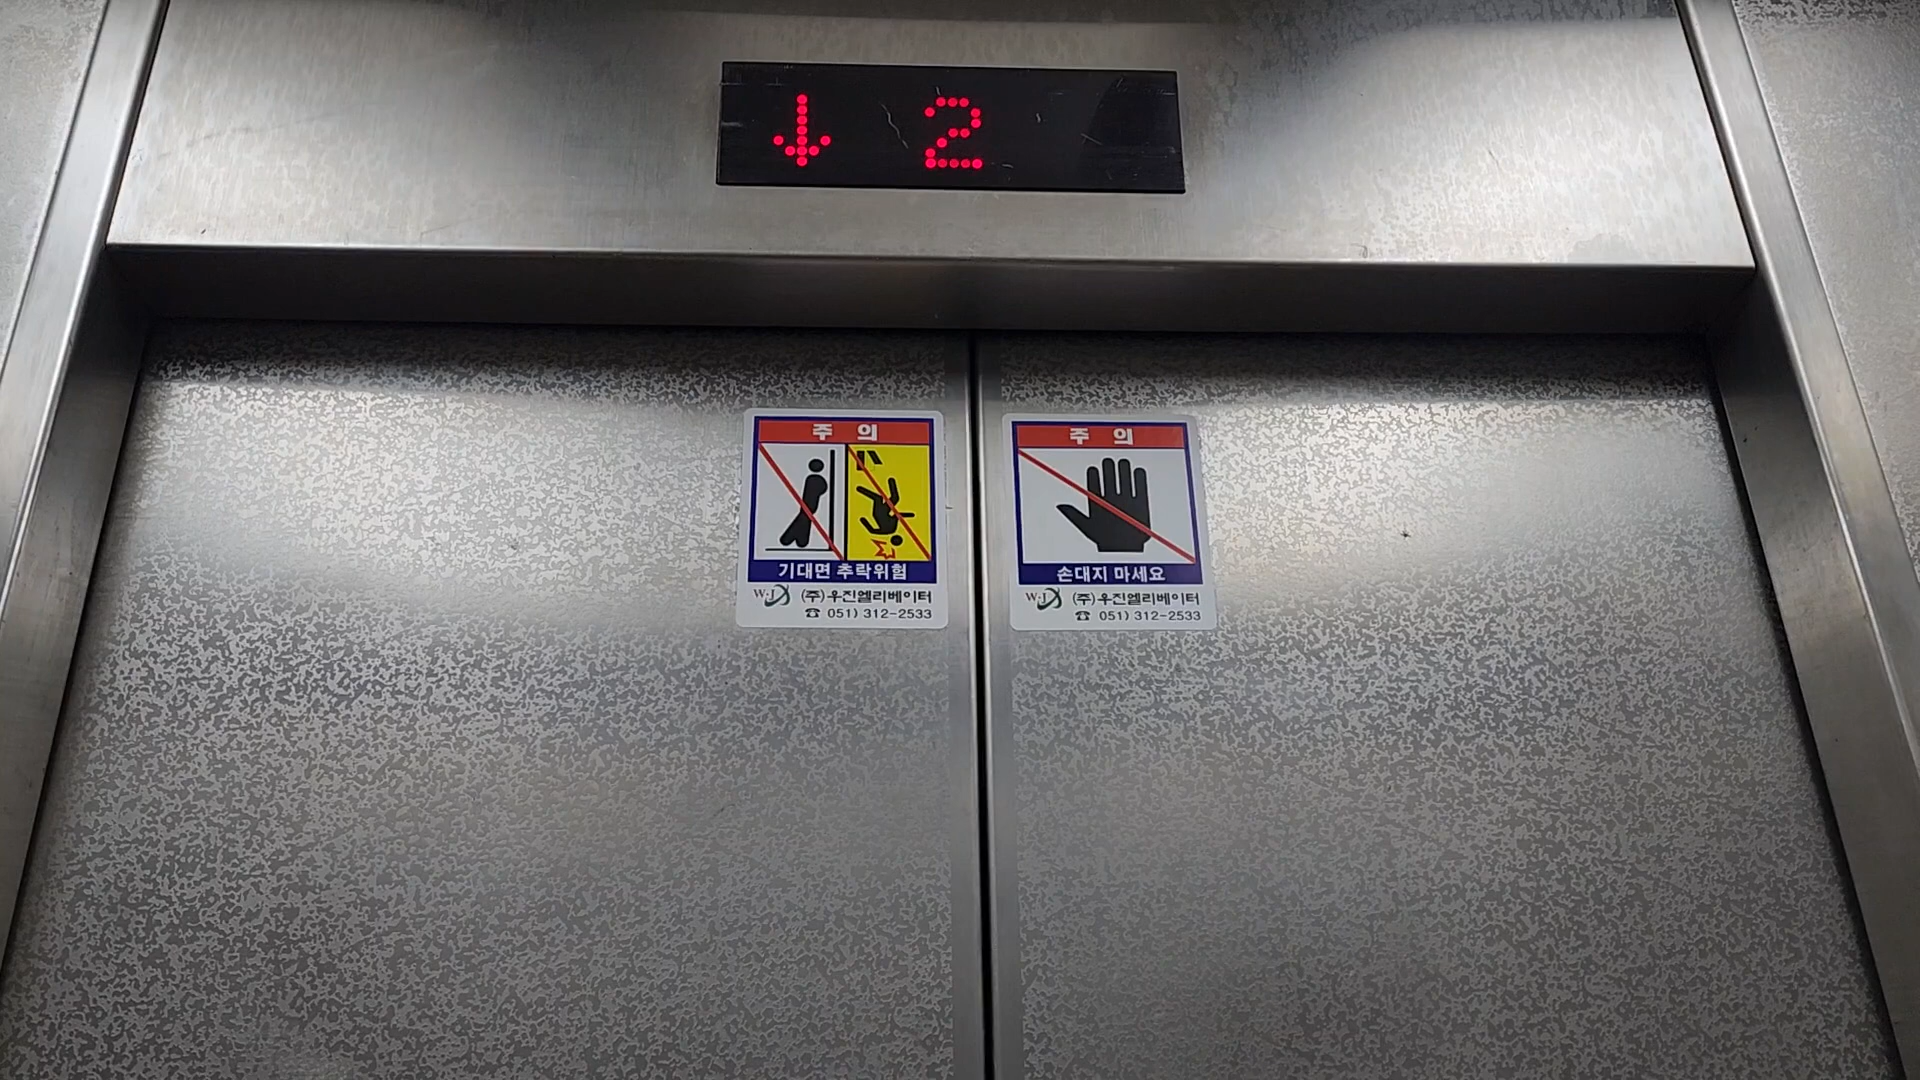 ↓ 2
주 의
기대면 추락위험
W·J (주)우진엘리베이터
☎ 051) 312-2533
주 의
손대지 마세요
W·J (주)우진엘리베이터
☎ 051) 312-2533